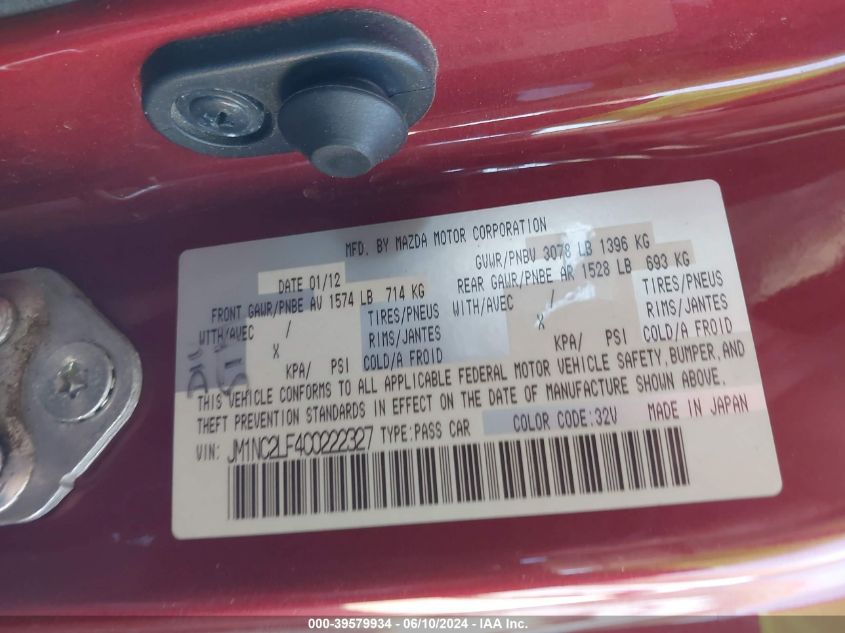 MFD. BY MAZDA MOTOR CORPORATION
DATE 01/12 GVWR/PNBV 3078 LB 1396 KG
FRONT GAWR/PNBE AV 1574 LB 714 KG REAR GAWR/PNBE AR 1528 LB 693 KG
WITH/AVEC / TIRES/PNEUS WITH/AVEC / TIRES/PNEUS
X RIMS/JANTES X RIMS/JANTES
KPA/ PSI COLD/A FROID KPA/ PSI COLD/A FROID
THIS VEHICLE CONFORMS TO ALL APPLICABLE FEDERAL MOTOR VEHICLE SAFETY, BUMPER, AND
THEFT PREVENTION STANDARDS IN EFFECT ON THE DATE OF MANUFACTURE SHOWN ABOVE.
VIN: JM1NC2LF4C0222327 TYPE:PASS CAR COLOR CODE:32V MADE IN JAPAN
000-39579934 - 06/10/2024 - Copyright © 2024 IAA, Inc.